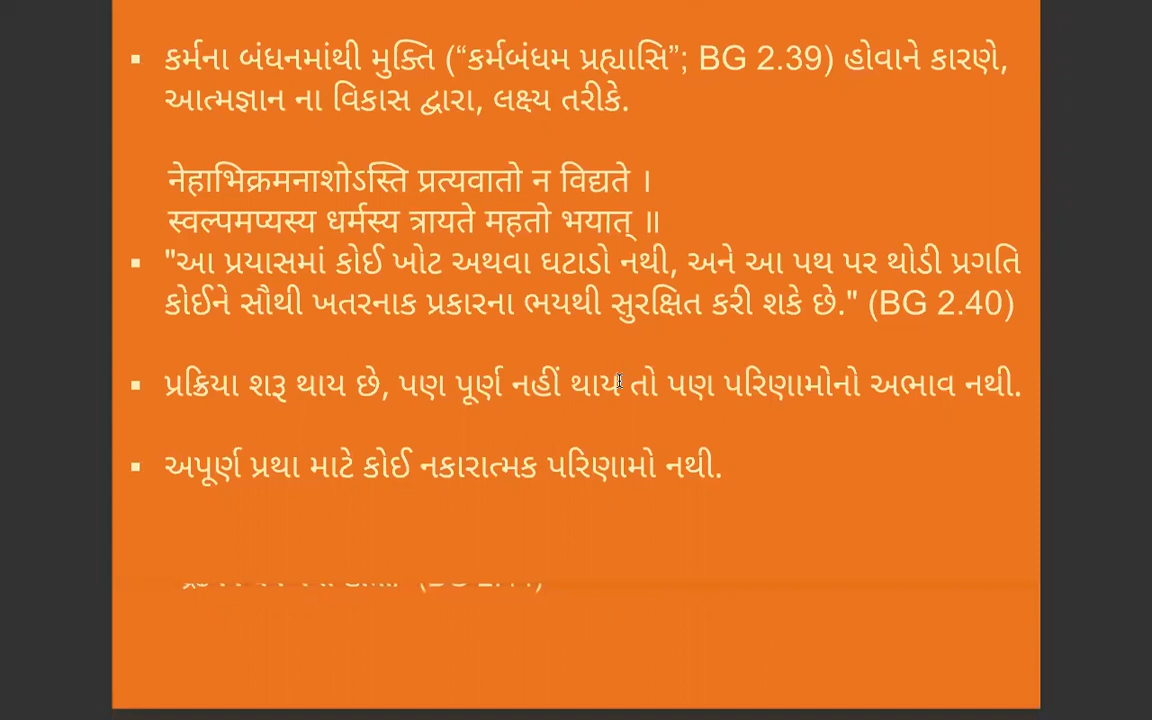 ▪ કર્મના બંધનમાંથી મુક્તિ (“કર્મબંધમ પ્રહ્યાસિ”; BG 2.39) હોવાને કારણે,
આત્મજ્ઞાન ના વિકાસ દ્વારા, લક્ષ્ય તરીકે.
नेहाभिक्रमनाशोऽस्ति प्रत्यवातो न विद्यते ।
स्वल्पमप्यस्य धर्मस्य त्रायते महतो भयात् ॥
▪ "આ પ્રયાસમાં કોઈ ખોટ અથવા ઘટાડો નથી, અને આ પથ પર થોડી પ્રગતિ
કોઈને સૌથી ખતરનાક પ્રકારના ભયથી સુરક્ષિત કરી શકે છે." (BG 2.40)
▪ પ્રક્રિયા શરૂ થાય છે, પણ પૂર્ણ નહીં થાય તો પણ પરિણામોનો અભાવ નથી.
▪ અપૂર્ણ પ્રથા માટે કોઈ નકારાત્મક પરિણામો નથી.